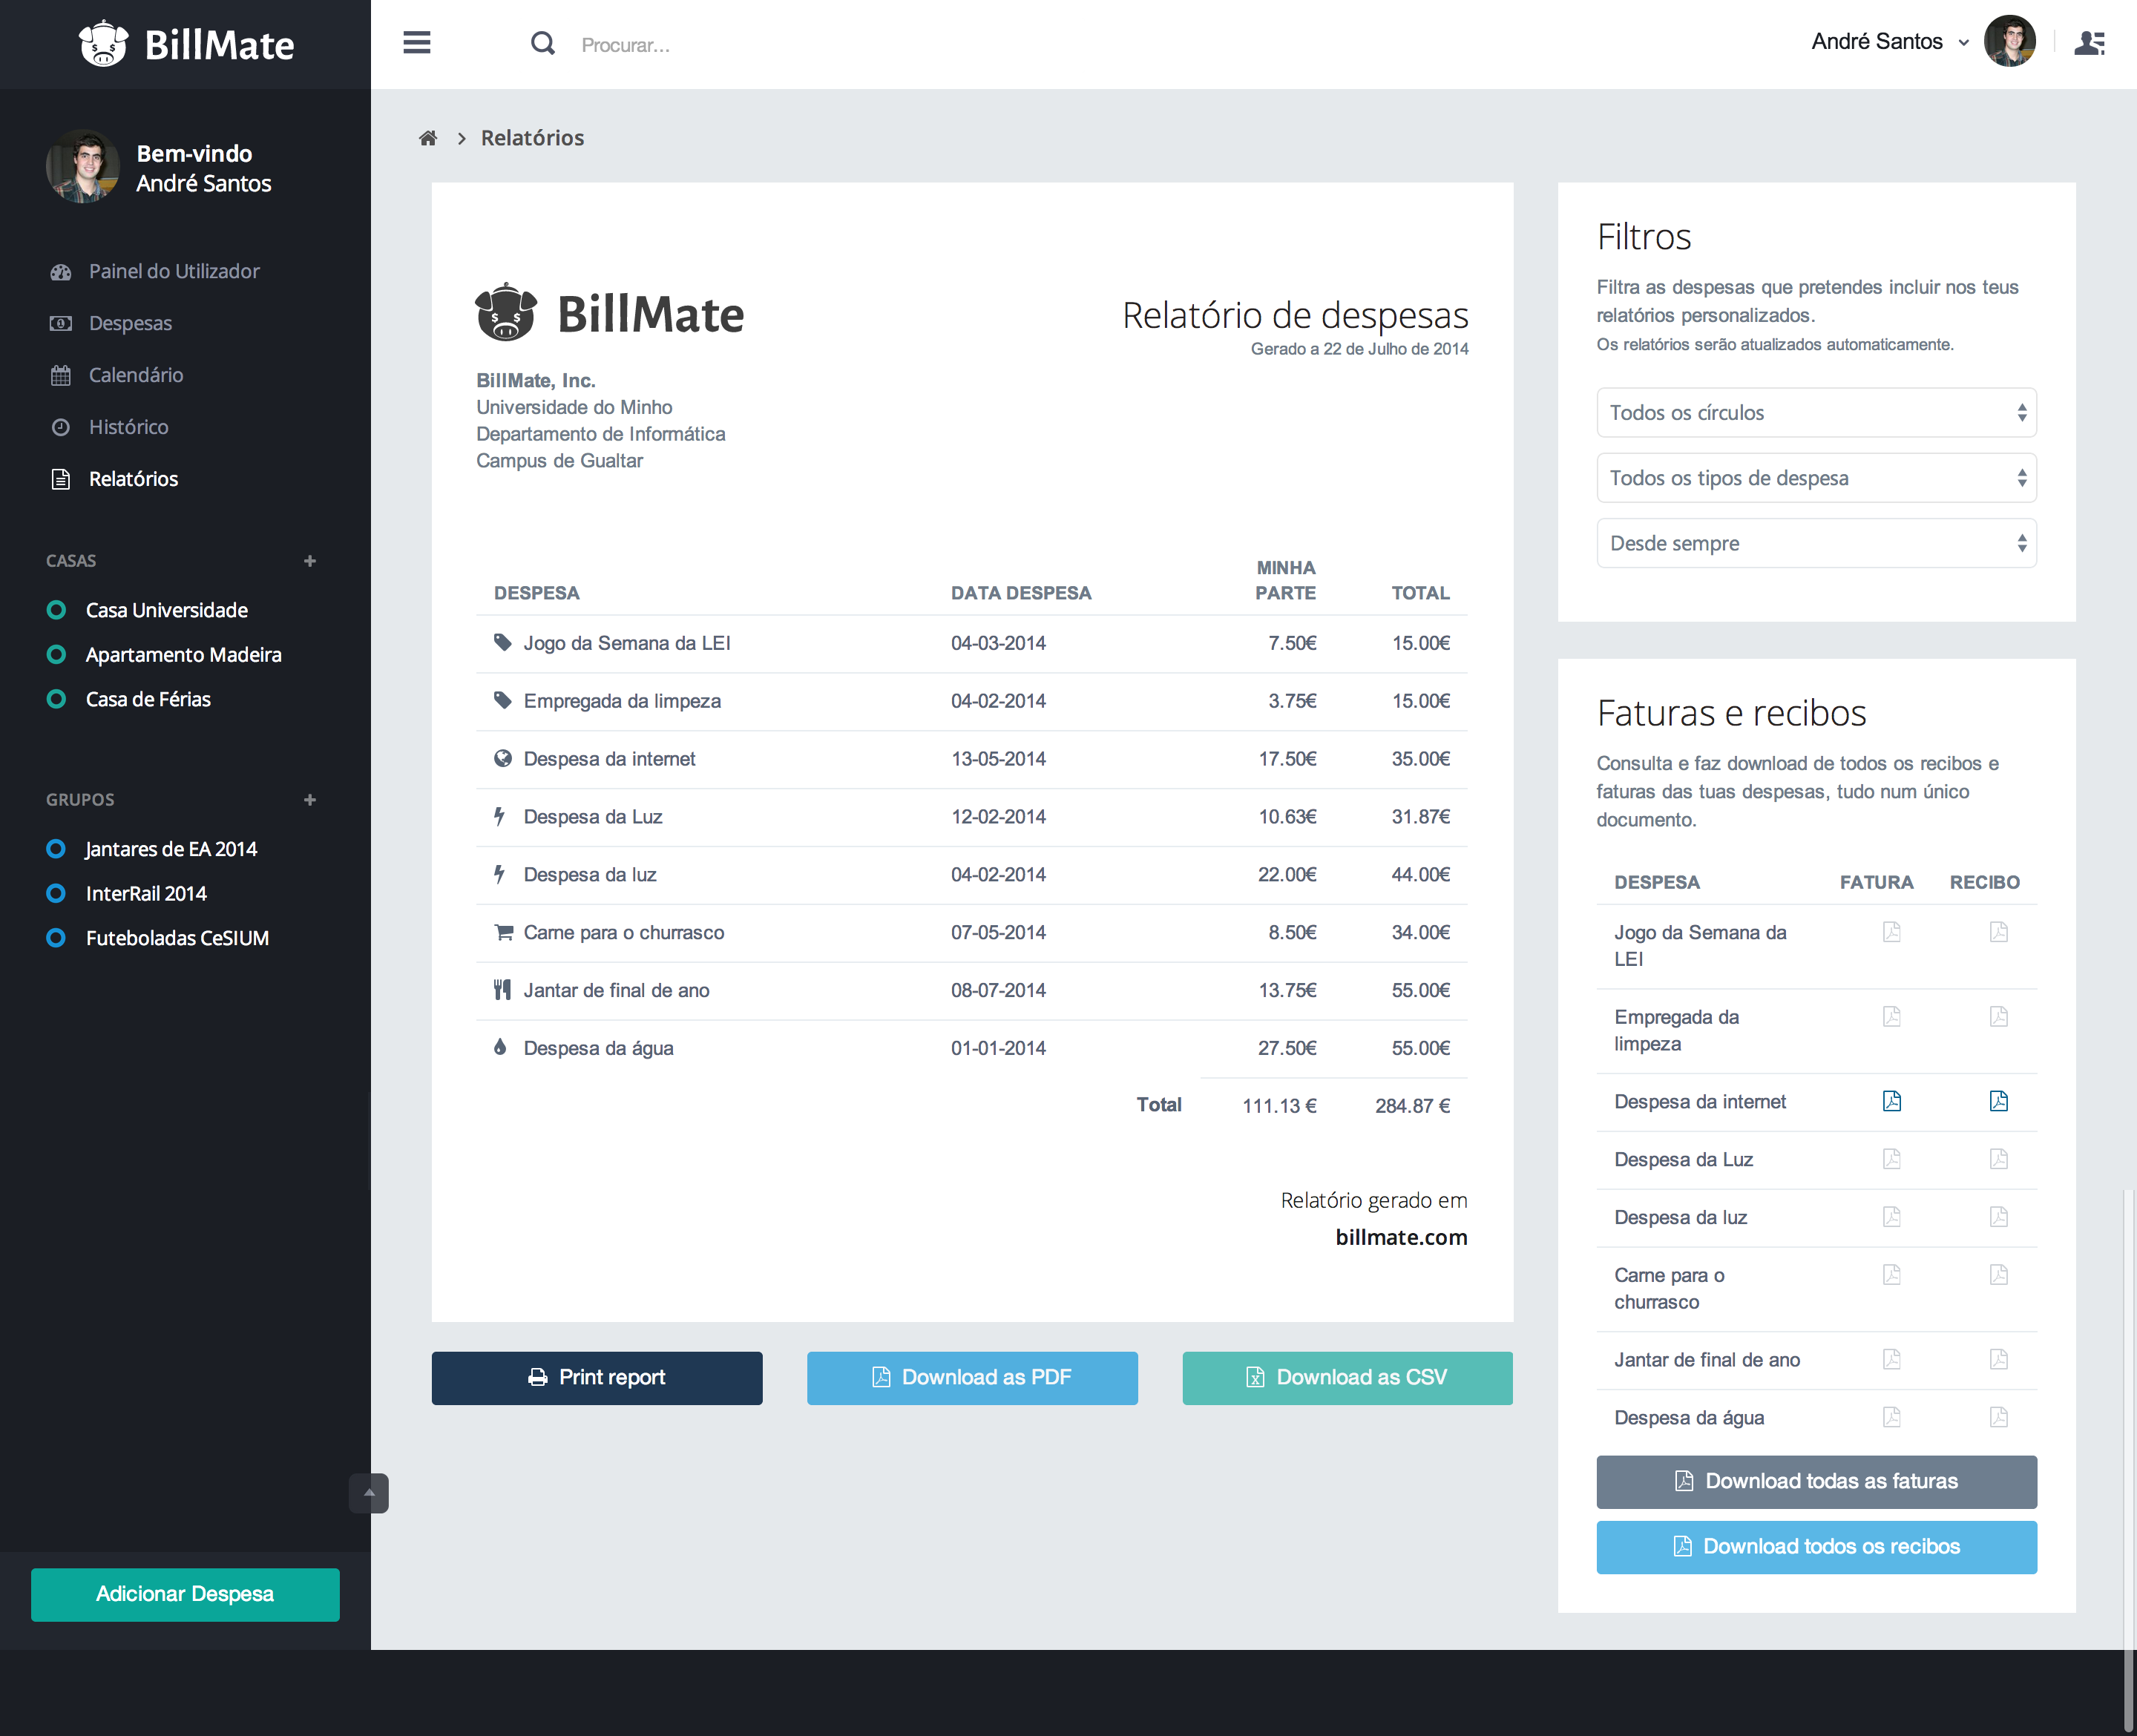 BillMate
Procurar...
André Santos
Bem-vindo
André Santos
Painel do Utilizador
Despesas
Calendário
Histórico
Relatórios
CASAS +
Casa Universidade
Apartamento Madeira
Casa de Férias
GRUPOS +
Jantares de EA 2014
InterRail 2014
Futeboladas CeSIUM
Adicionar Despesa
Relatórios
BillMate
Relatório de despesas
Gerado a 22 de Julho de 2014
BillMate, Inc.
Universidade do Minho
Departamento de Informática
Campus de Gualtar
DESPESA DATA DESPESA MINHA PARTE TOTAL
Jogo da Semana da LEI 04-03-2014 7.50€ 15.00€
Empregada da limpeza 04-02-2014 3.75€ 15.00€
Despesa da internet 13-05-2014 17.50€ 35.00€
Despesa da Luz 12-02-2014 10.63€ 31.87€
Despesa da luz 04-02-2014 22.00€ 44.00€
Carne para o churrasco 07-05-2014 8.50€ 34.00€
Jantar de final de ano 08-07-2014 13.75€ 55.00€
Despesa da água 01-01-2014 27.50€ 55.00€
Total 111.13 € 284.87 €
Relatório gerado em
billmate.com
Print report
Download as PDF
Download as CSV
Filtros
Filtra as despesas que pretendes incluir nos teus
relatórios personalizados.
Os relatórios serão atualizados automaticamente.
Todos os círculos
Todos os tipos de despesa
Desde sempre
Faturas e recibos
Consulta e faz download de todos os recibos e
faturas das tuas despesas, tudo num único
documento.
DESPESA FATURA RECIBO
Jogo da Semana da
LEI
Empregada da
limpeza
Despesa da internet
Despesa da Luz
Despesa da luz
Carne para o
churrasco
Jantar de final de ano
Despesa da água
Download todas as faturas
Download todos os recibos